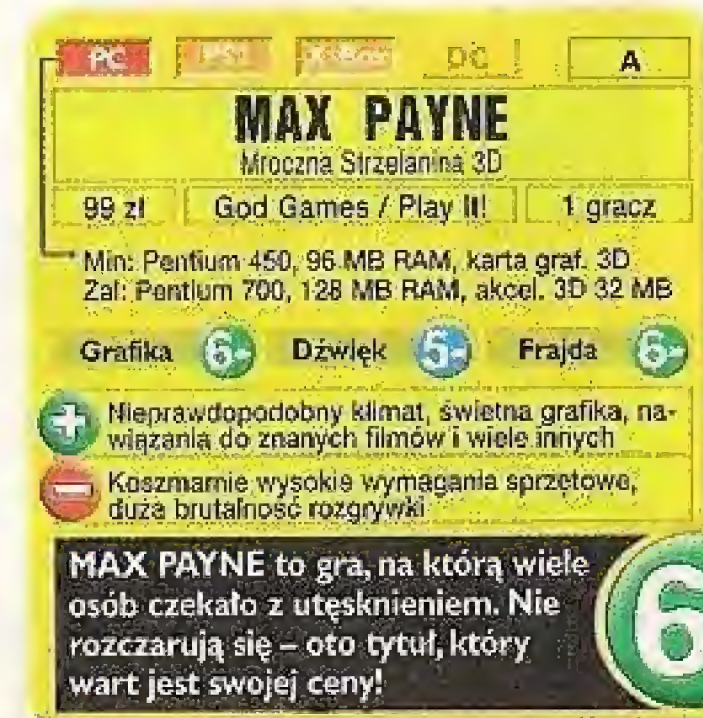 PC DC A
MAX PAYNE
Mroczna Strzelanina 3D
99 zł God Games / Play It! 1 gracz
Min: Pentium 450, 96 MB RAM, karta graf. 3D
Zal: Pentium 700, 128 MB RAM, akcel. 3D 32 MB
Grafika 6- Dźwięk 6- Frajda 6-
+ Nieprawdopodobny klimat, świetna grafika, na-
wiązania do znanych filmów i wiele innych
- Koszmarnie wysokie wymagania sprzętowe,
duża brutalność rozgrywki
MAX PAYNE to gra, na którą wiele
osób czekało z utęsknieniem. Nie
rozczarują się – oto tytuł, który
wart jest swojej ceny!
6